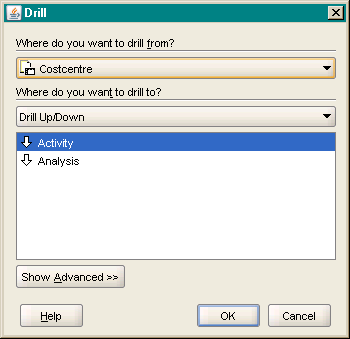 Drill
Where do you want to drill from?
Costcentre
Where do you want to drill to?
Drill Up/Down
Activity
Analysis
Show Advanced >>
Help OK Cancel